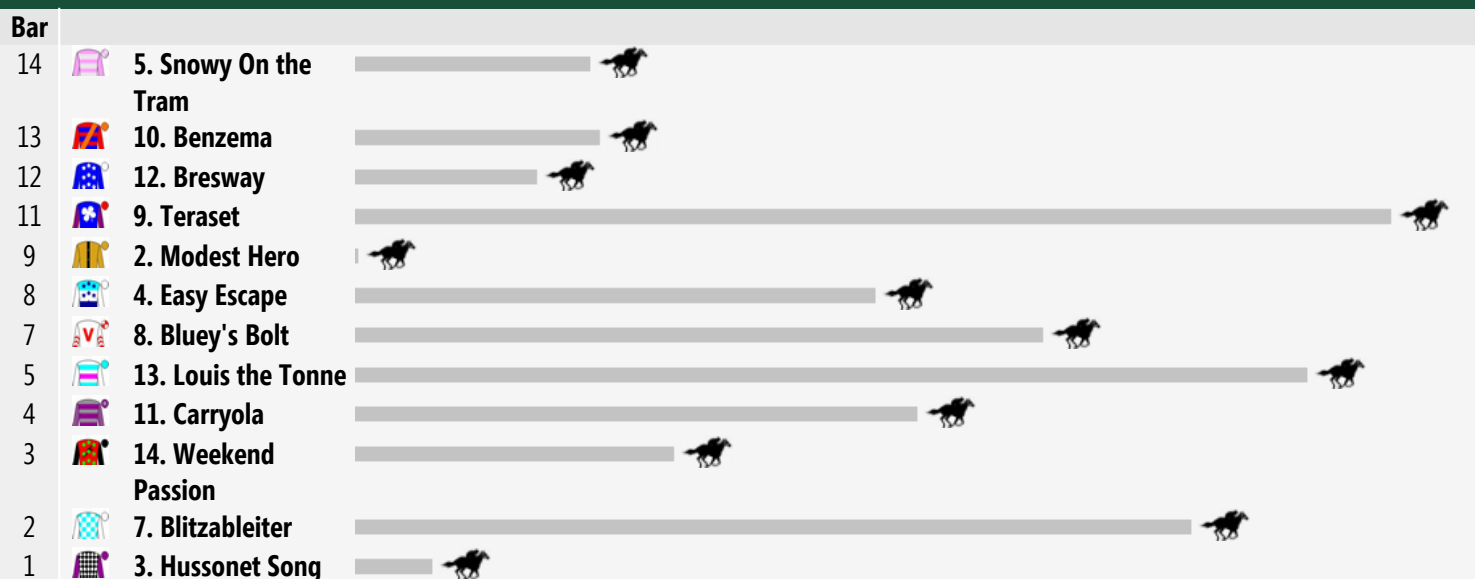 Bar
14 5. Snowy On the
Tram
13 10. Benzema
12 12. Bresway
11 9. Teraset
9 2. Modest Hero
8 4. Easy Escape
7 V 8. Bluey's Bolt
5 13. Louis the Tonne
4 11. Carryola
3 14. Weekend
Passion
2 7. Blitzableiter
1 3. Hussonet Song